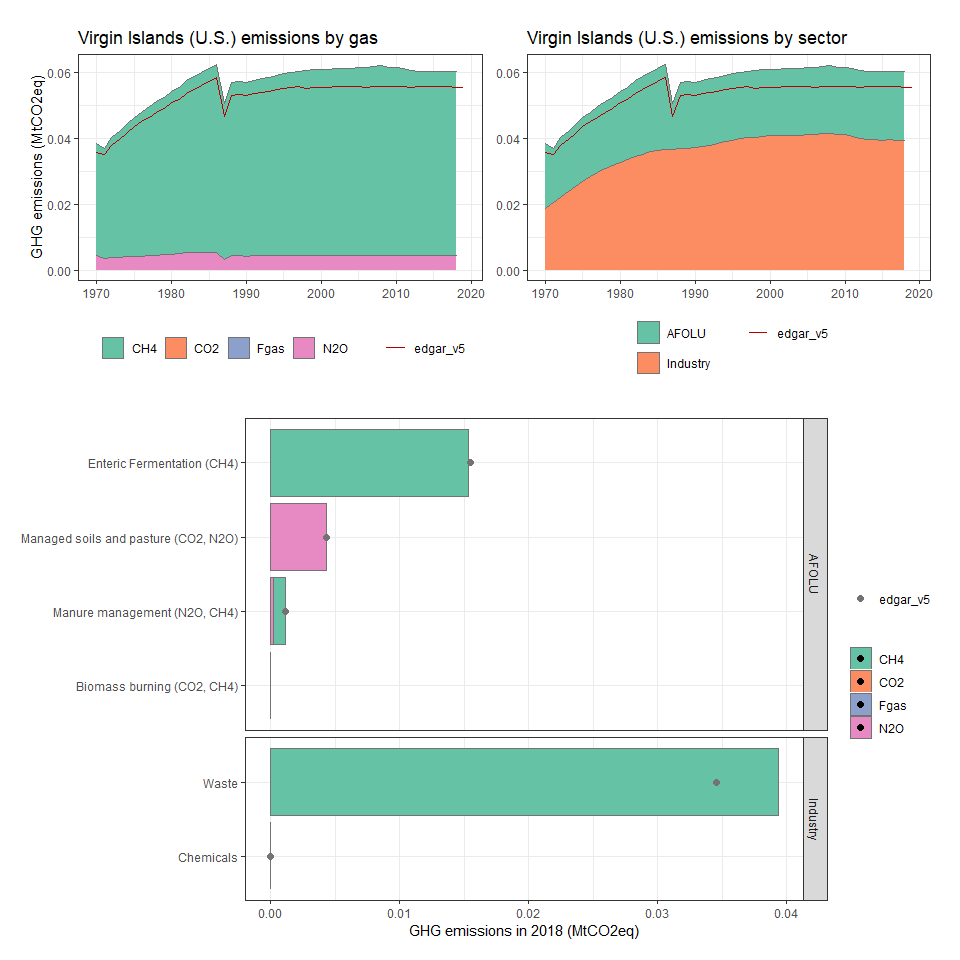 Virgin Islands (U.S.) emissions by gas
GHG emissions (MtCO2eq)
0.06
0.04
0.02
0.00
1970 1980 1990 2000 2010 2020
CH4 CO2 Fgas N2O edgar_v5
Virgin Islands (U.S.) emissions by sector
0.06
0.04
0.02
0.00
1970 1980 1990 2000 2010 2020
AFOLU edgar_v5
Industry
Enteric Fermentation (CH4)
Managed soils and pasture (CO2, N2O)
Manure management (N2O, CH4)
Biomass burning (CO2, CH4)
AFOLU
Waste
Chemicals
Industry
0.00 0.01 0.02 0.03 0.04
GHG emissions in 2018 (MtCO2eq)
edgar_v5
CH4
CO2
Fgas
N2O